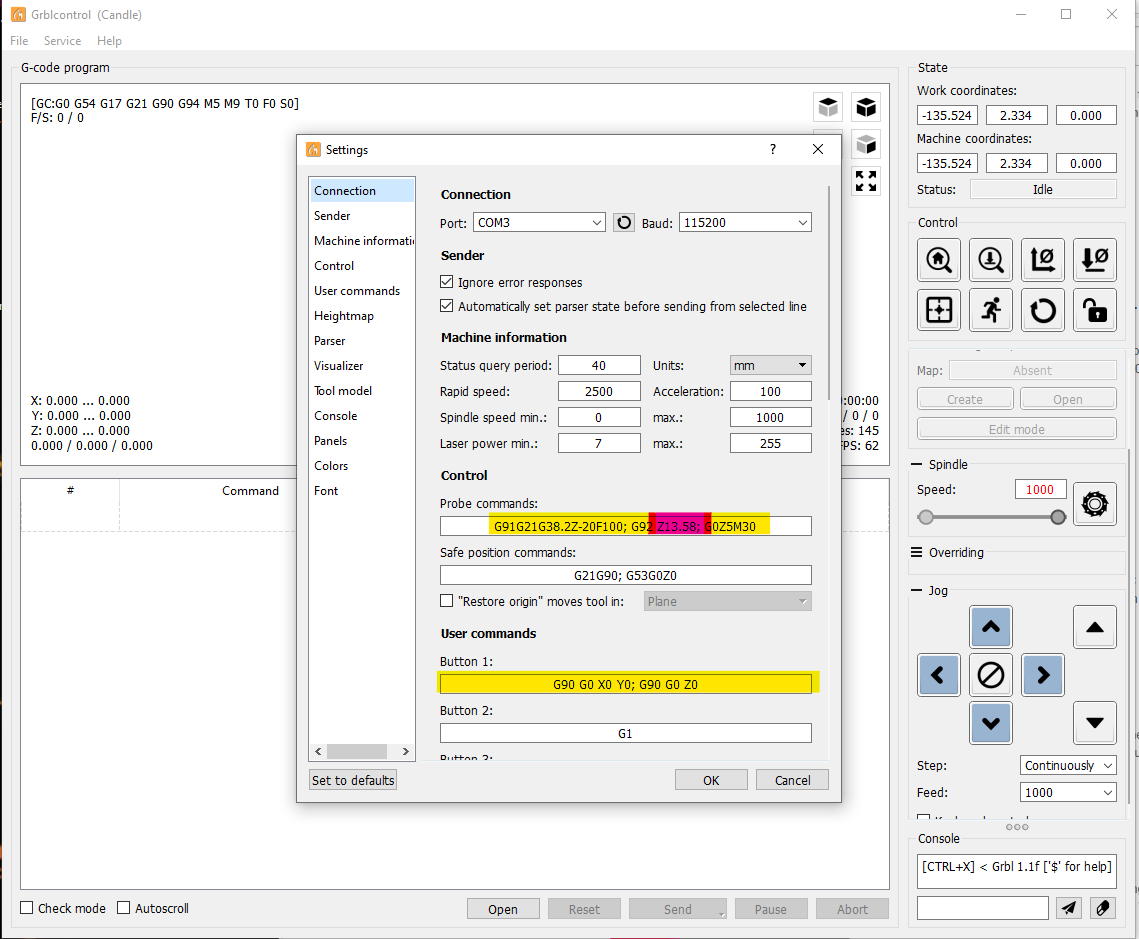 Grblcontrol (Candle)
File Service Help
G-code program
[GC:G0 G54 G17 G21 G90 G94 M5 M9 T0 F0 S0]
F/S: 0 / 0
X: 0.000 ... 0.000
Y: 0.000 ... 0.000
Z: 0.000 ... 0.000
0.000 / 0.000 / 0.000
:00:00
/ 0 / 0
es: 145
FPS: 62
# Command
Check mode Autoscroll Open Reset Send Pause Abort
Settings ?
Connection
Sender
Machine informatic
Control
User commands
Heightmap
Parser
Visualizer
Tool model
Console
Panels
Colors
Font
Connection
Port: COM3 Baud: 115200
Sender
Ignore error responses
Automatically set parser state before sending from selected line
Machine information
Status query period: 40 Units: mm
Rapid speed: 2500 Acceleration: 100
Spindle speed min.: 0 max.: 1000
Laser power min.: 7 max.: 255
Control
Probe commands:
G91G21G38.2Z-20F100; G92 Z13.58; G0Z5M30
Safe position commands:
G21G90; G53G0Z0
"Restore origin" moves tool in: Plane
User commands
Button 1:
G90 G0 X0 Y0; G90 G0 Z0
Button 2:
G1
Button 3:
Set to defaults OK Cancel
State
Work coordinates:
-135.524 2.334 0.000
Machine coordinates:
-135.524 2.334 0.000
Status: Idle
Control
Map: Absent
Create Open
Edit mode
Spindle
Speed: 1000
Overriding
Jog
Step: Continuously
Feed: 1000
Console
[CTRL+X] < Grbl 1.1f ['$' for help]